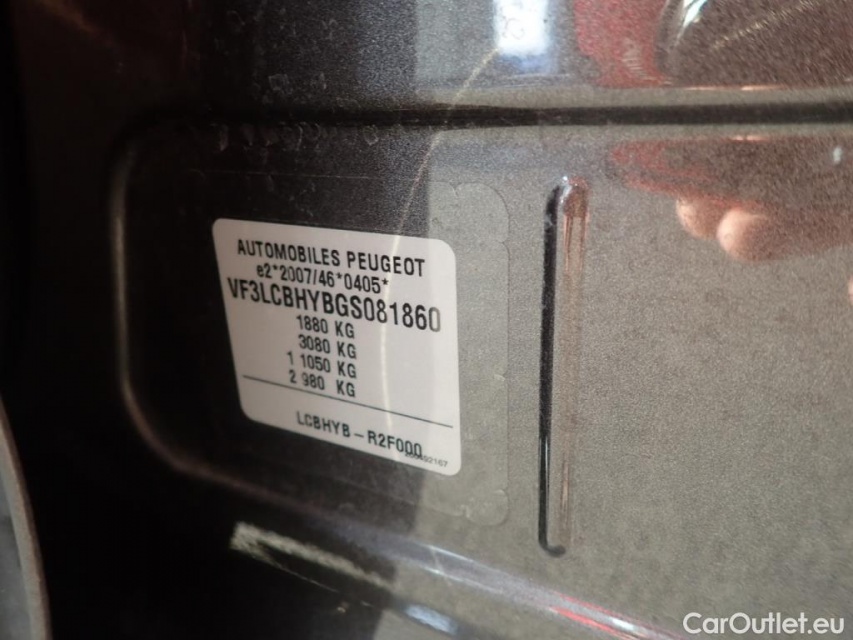 AUTOMOBILES PEUGEOT
e2*2007/46*0405*
VF3LCBHYBGS081860
1880 KG
3080 KG
1 1050 KG
2 980 KG
LCBHYB-R2F000
CarOutlet.eu